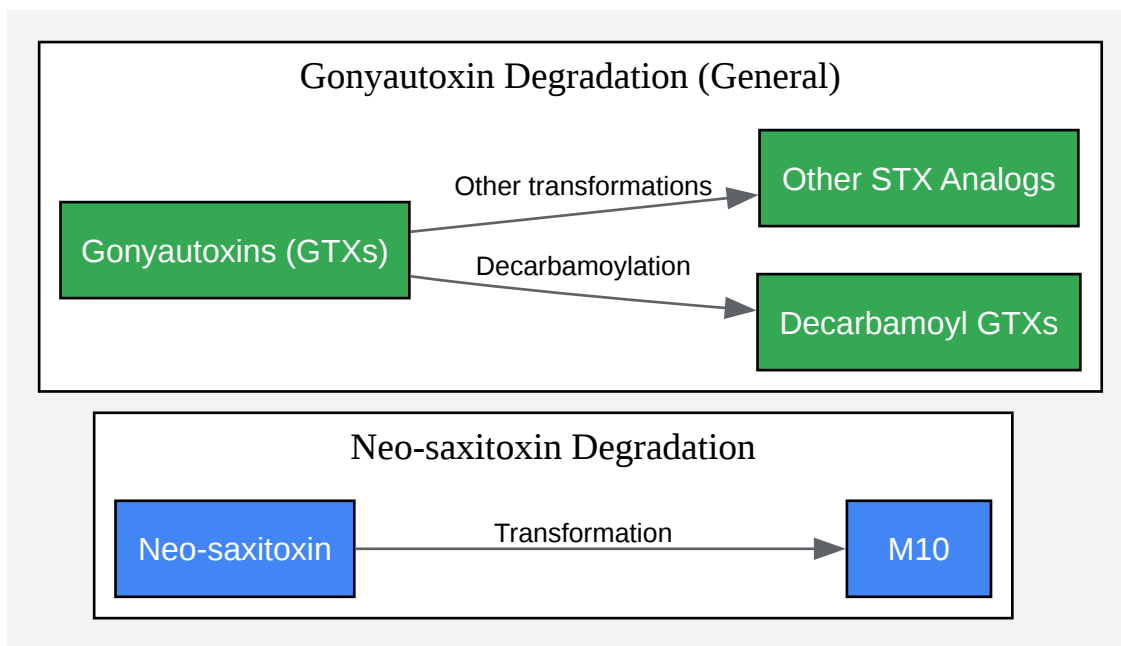 Gonyautoxin Degradation (General)
Other STX Analogs
Other transformations
Gonyautoxins (GTXs)
Decarbamoylation
Decarbamoyl GTXs
Neo-saxitoxin Degradation
Neo-saxitoxin
Transformation
M10